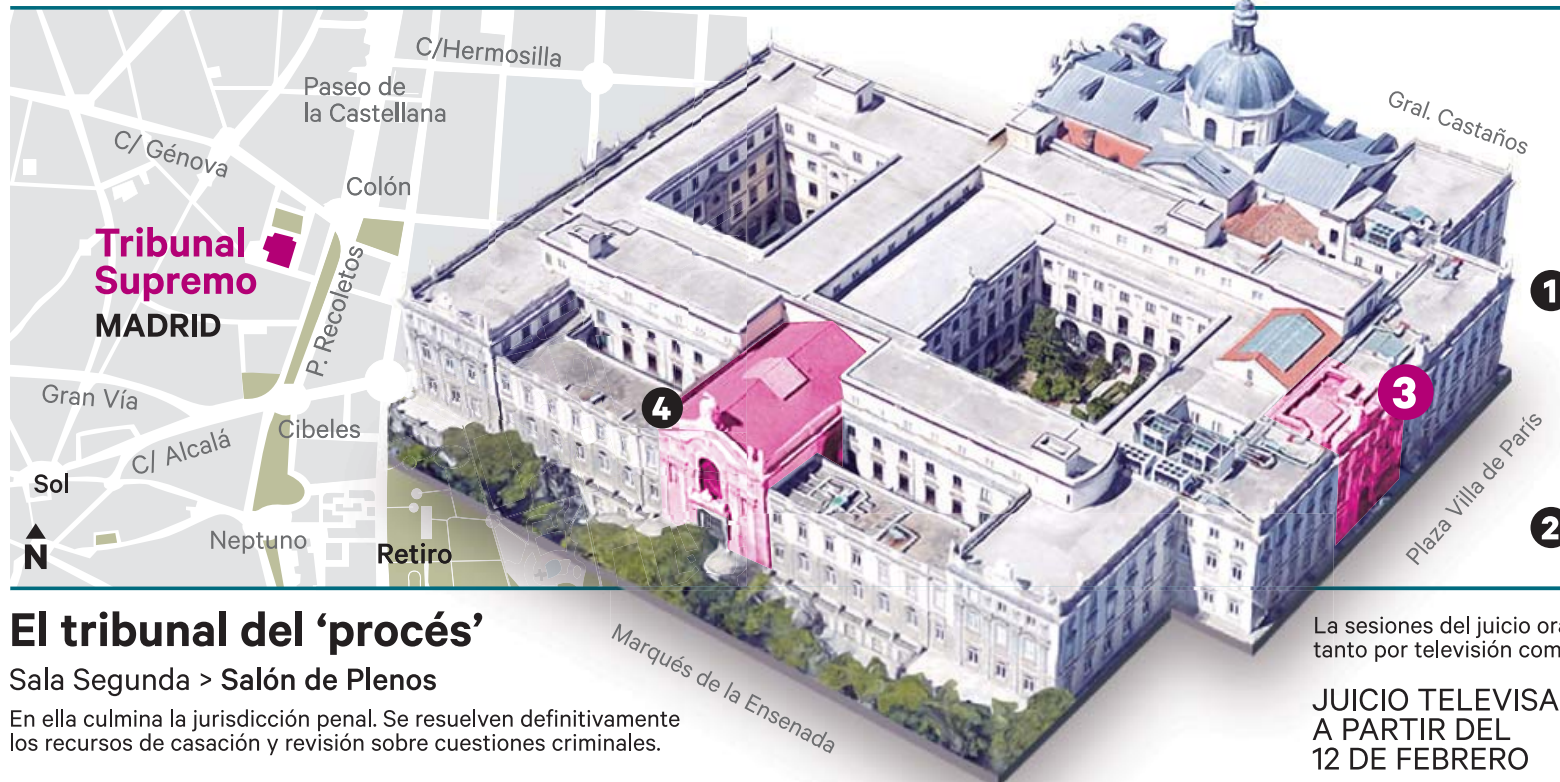 C/Hermosilla
Paseo de
la Castellana
C/ Génova
Colón
Tribunal
Supremo
MADRID
P. Recoletos
Gran Vía
Cibeles
C/ Alcalá
Sol
N
Neptuno
Retiro
Gral. Castaños
1
3
4
Plaza Villa de París
2
Marqués de la Ensenada
El tribunal del ‘procés’
Sala Segunda > Salón de Plenos
En ella culmina la jurisdicción penal. Se resuelven definitivamente
los recursos de casación y revisión sobre cuestiones criminales.
La sesiones del juicio ora
tanto por televisión com
JUICIO TELEVISA
A PARTIR DEL
12 DE FEBRERO